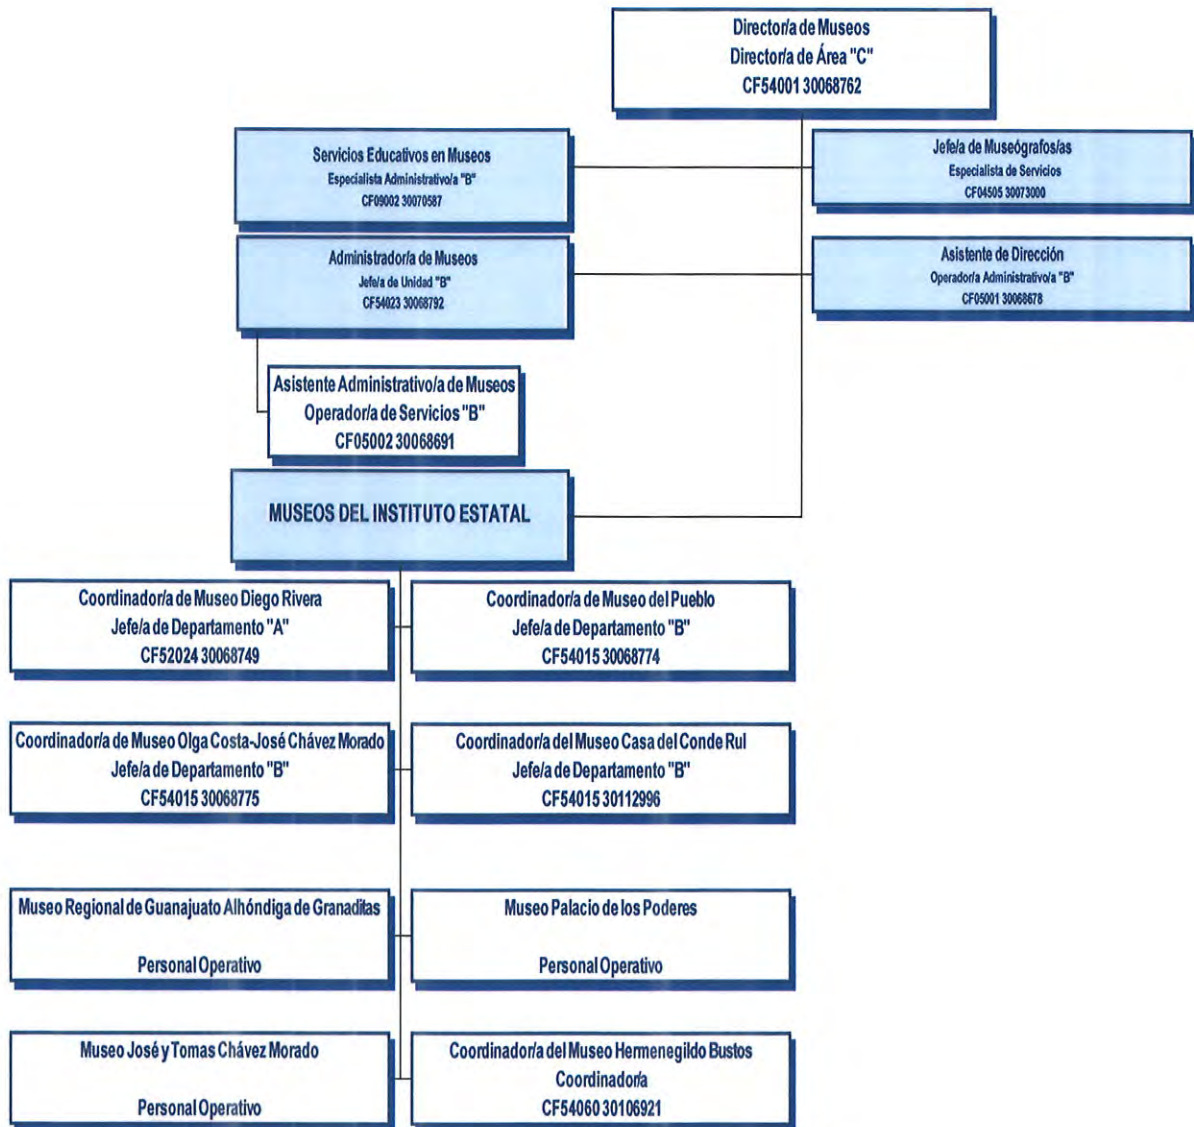 Director/a de Museos
Director/a de Área "C"
CF54001 30068762
Servicios Educativos en Museos
Especialista Administrativo/a "B"
CF09002 30070587
Jefe/a de Museógrafos/as
Especialista de Servicios
CF04505 30073000
Administrador/a de Museos
Jefe/a de Unidad "B"
CF54023 30068792
Asistente de Dirección
Operador/a Administrativo/a "B"
CF05001 30068678
Asistente Administrativo/a de Museos
Operador/a de Servicios "B"
CF05002 30068691
MUSEOS DEL INSTITUTO ESTATAL
Coordinador/a de Museo Diego Rivera
Jefe/a de Departamento "A"
CF52024 30068749
Coordinador/a de Museo del Pueblo
Jefe/a de Departamento "B"
CF54015 30068774
Coordinador/a de Museo Olga Costa-José Chávez Morado
Jefe/a de Departamento "B"
CF54015 30068775
Coordinador/a del Museo Casa del Conde Rul
Jefe/a de Departamento "B"
CF54015 30112996
Museo Regional de Guanajuato Alhóndiga de Granaditas
Personal Operativo
Museo Palacio de los Poderes
Personal Operativo
Museo José y Tomas Chávez Morado
Personal Operativo
Coordinador/a del Museo Hermenegildo Bustos
Coordinador/a
CF54060 30106921